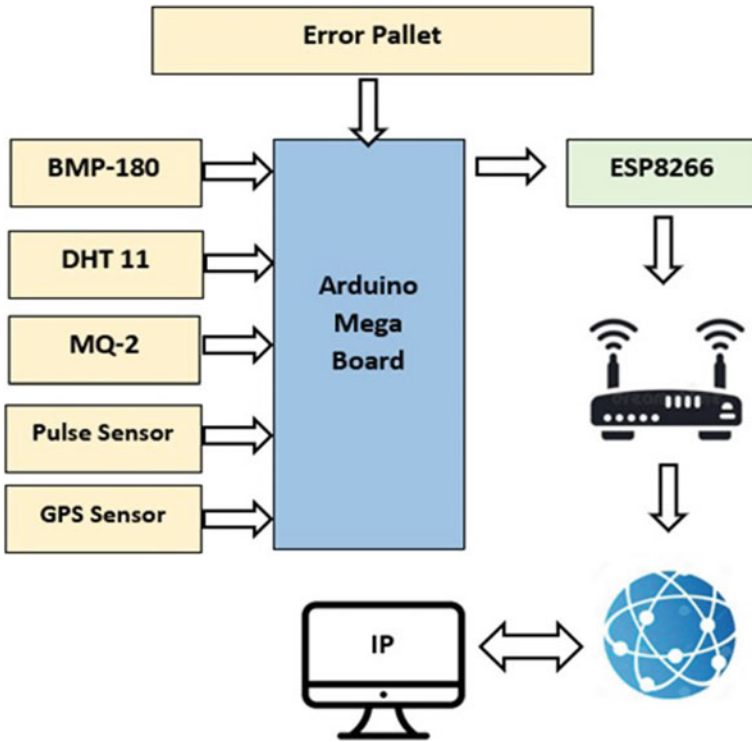 Error Pallet
BMP-180
ESP8266
DHT 11
Arduino
Mega
Board
MQ-2
Pulse Sensor
GPS Sensor
IP